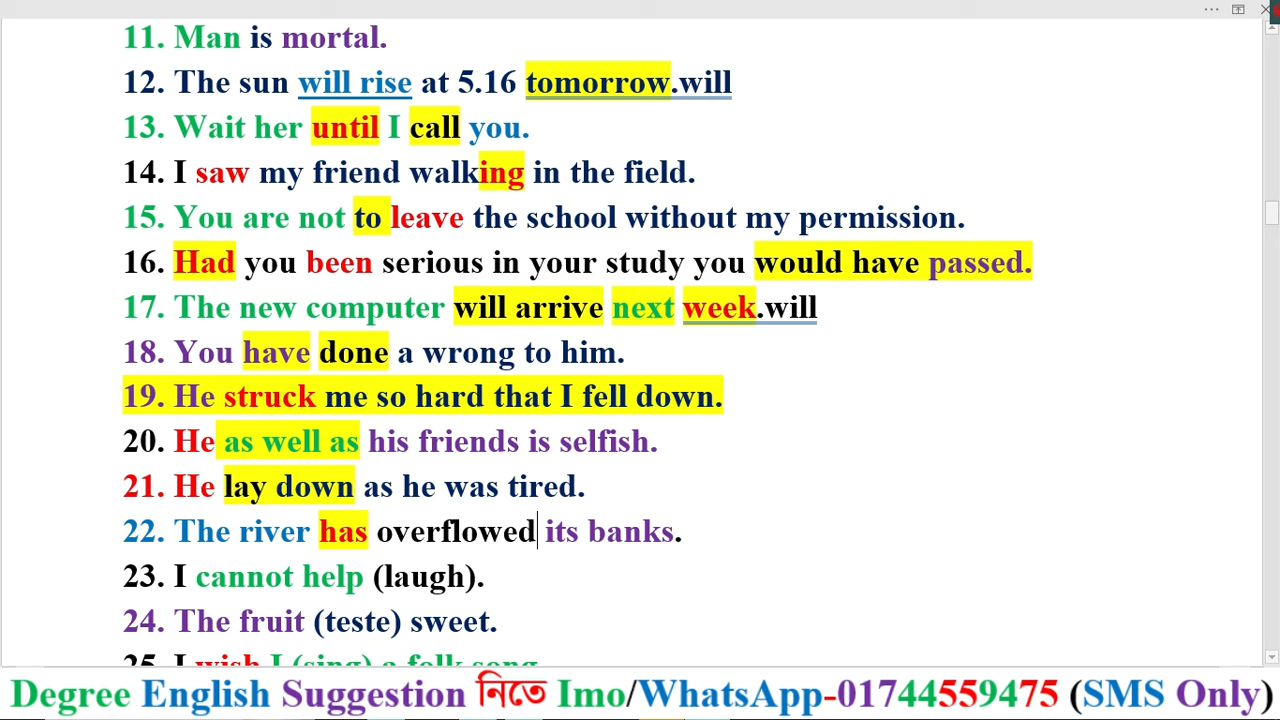 11. Man is mortal.
12. The sun will rise at 5.16 tomorrow.will
13. Wait her until I call you.
14. I saw my friend walking in the field.
15. You are not to leave the school without my permission.
16. Had you been serious in your study you would have passed.
17. The new computer will arrive next week.will
18. You have done a wrong to him.
19. He struck me so hard that I fell down.
20. He as well as his friends is selfish.
21. He lay down as he was tired.
22. The river has overflowed its banks.
23. I cannot help (laugh).
24. The fruit (teste) sweet.
25. I wish I (sing) a folk song
Degree English Suggestion নিতে Imo/WhatsApp-01744559475 (SMS Only)